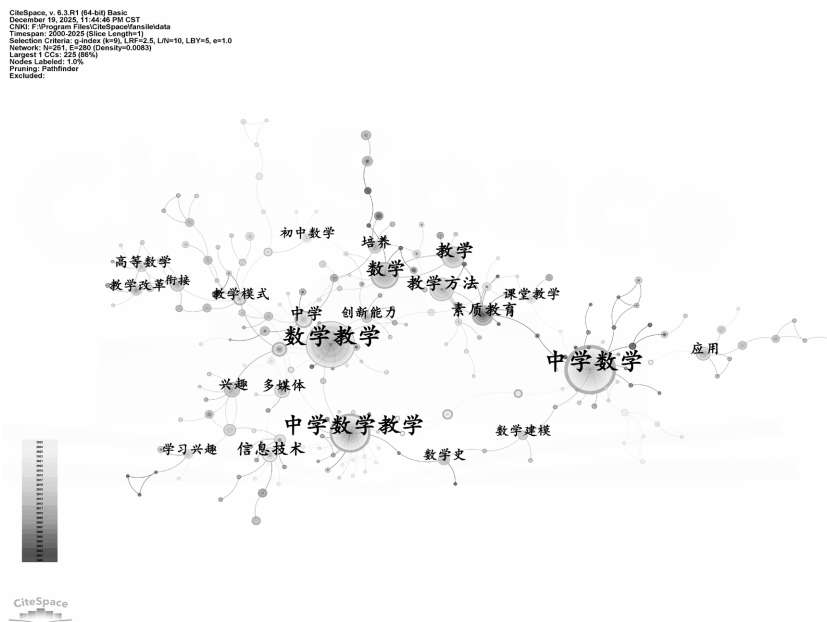 CiteSpace, v. 6.3.R1 (64-bit) Basic
December 19, 2025, 11:44:46 PM CST
CNKI: F:\Program Files\CiteSpace\fansile\data
Timespan: 2000-2025 (Slice Length=1)
Selection Criteria: g-index (k=9), LRF=2.5, L/N=10, LBY=5, e=1.0
Network: N=261, E=280 (Density=0.0083)
Largest 1 CCs: 225 (86%)
Nodes Labeled: 1.0%
Pruning: Pathfinder
Excluded:
初中数学
培养
教学
高等数学
数学
教学改革
衔接
教学方法
教学模式
课堂教学
中学
创新能力
素质教育
数学教学
应用
中学数学
兴趣
多媒体
中学数学教学
数学建模
学习兴趣
信息技术
数学史
CiteSpace